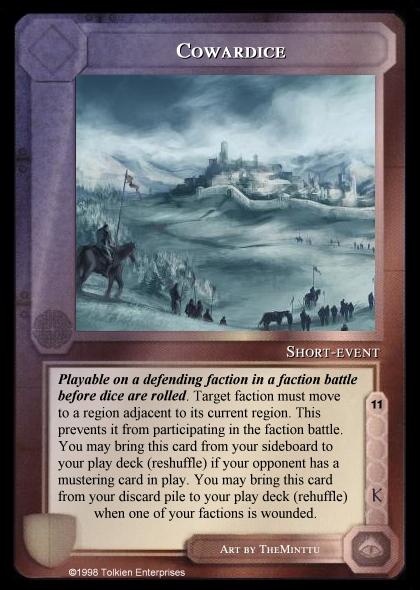 COWARDICE
SHORT-EVENT
Playable on a defending faction in a faction battle
before dice are rolled. Target faction must move
to a region adjacent to its current region. This
prevents it from participating in the faction battle.
You may bring this card from your sideboard to
your play deck (reshuffle) if your opponent has a
mustering card in play. You may bring this card
from your discard pile to your play deck (rehuffle)
when one of your factions is wounded.
11
K
ART BY THEMINTTU
©1998 Tolkien Enterprises